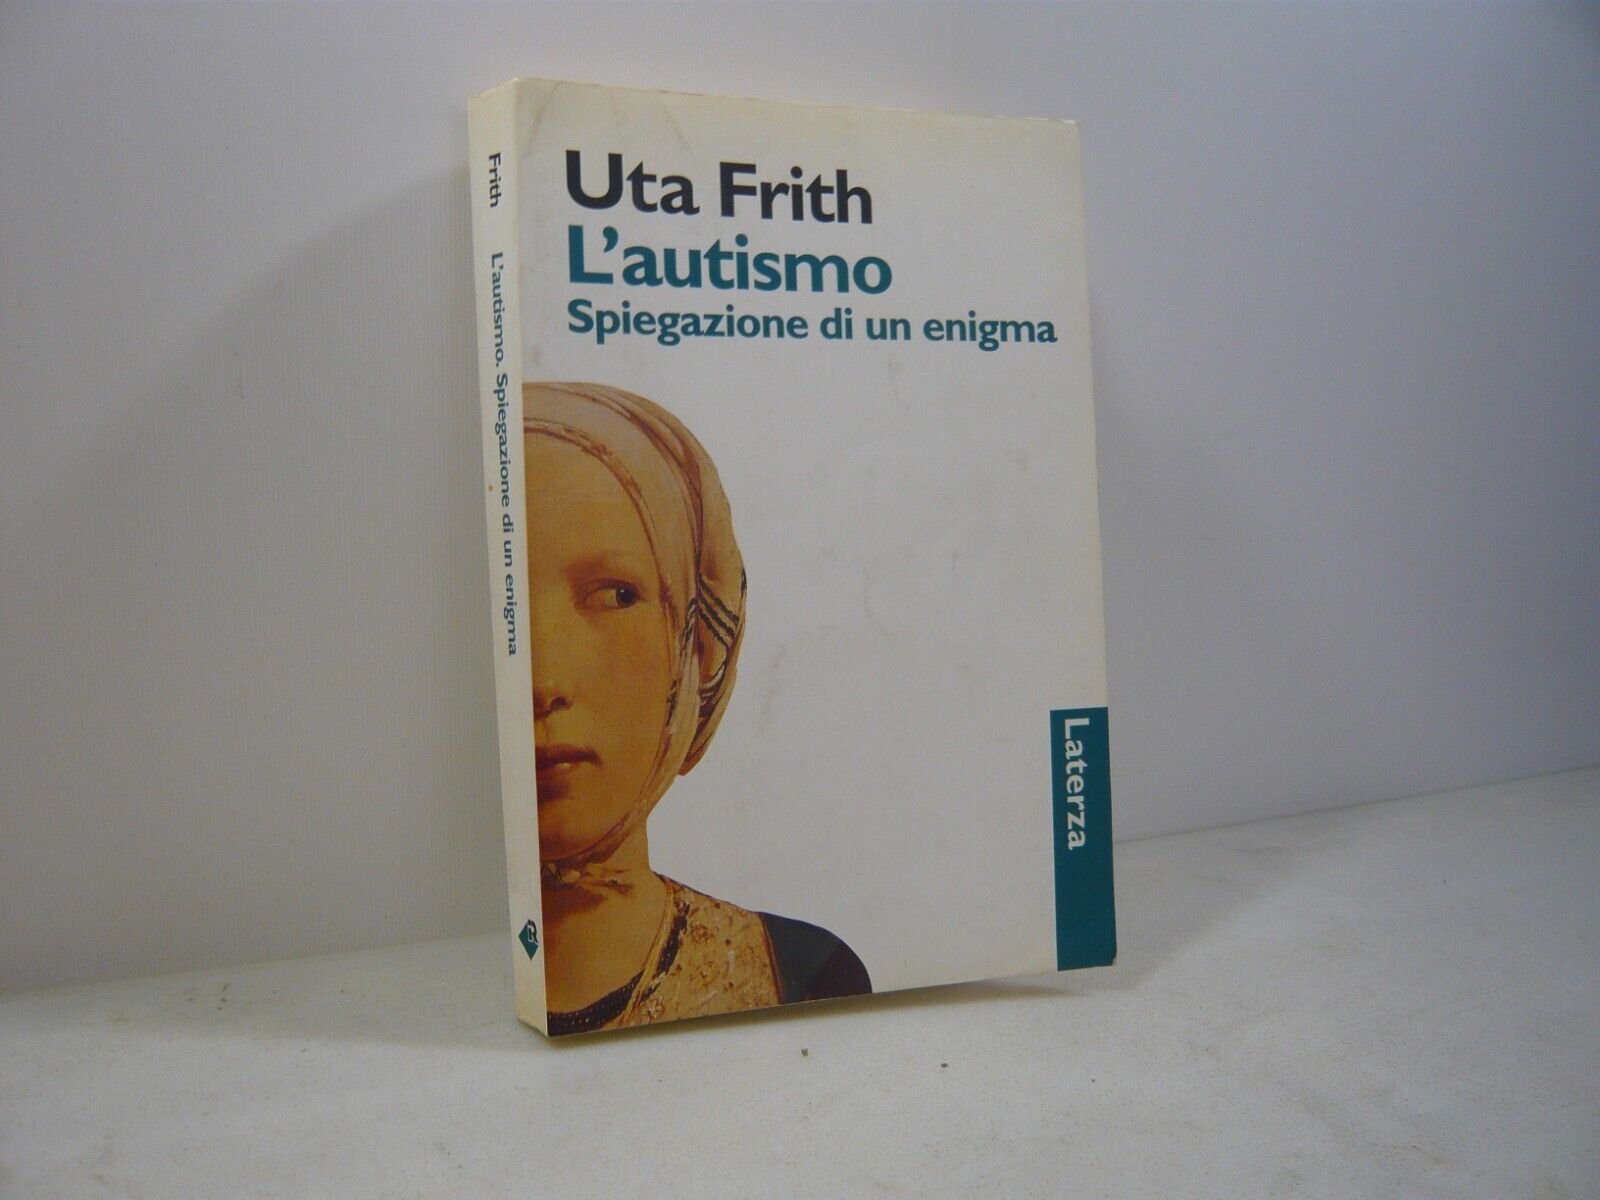 Uta Frith
L'autismo
Spiegazione di un enigma
Laterza
Frith L'autismo. Spiegazione di un enigma